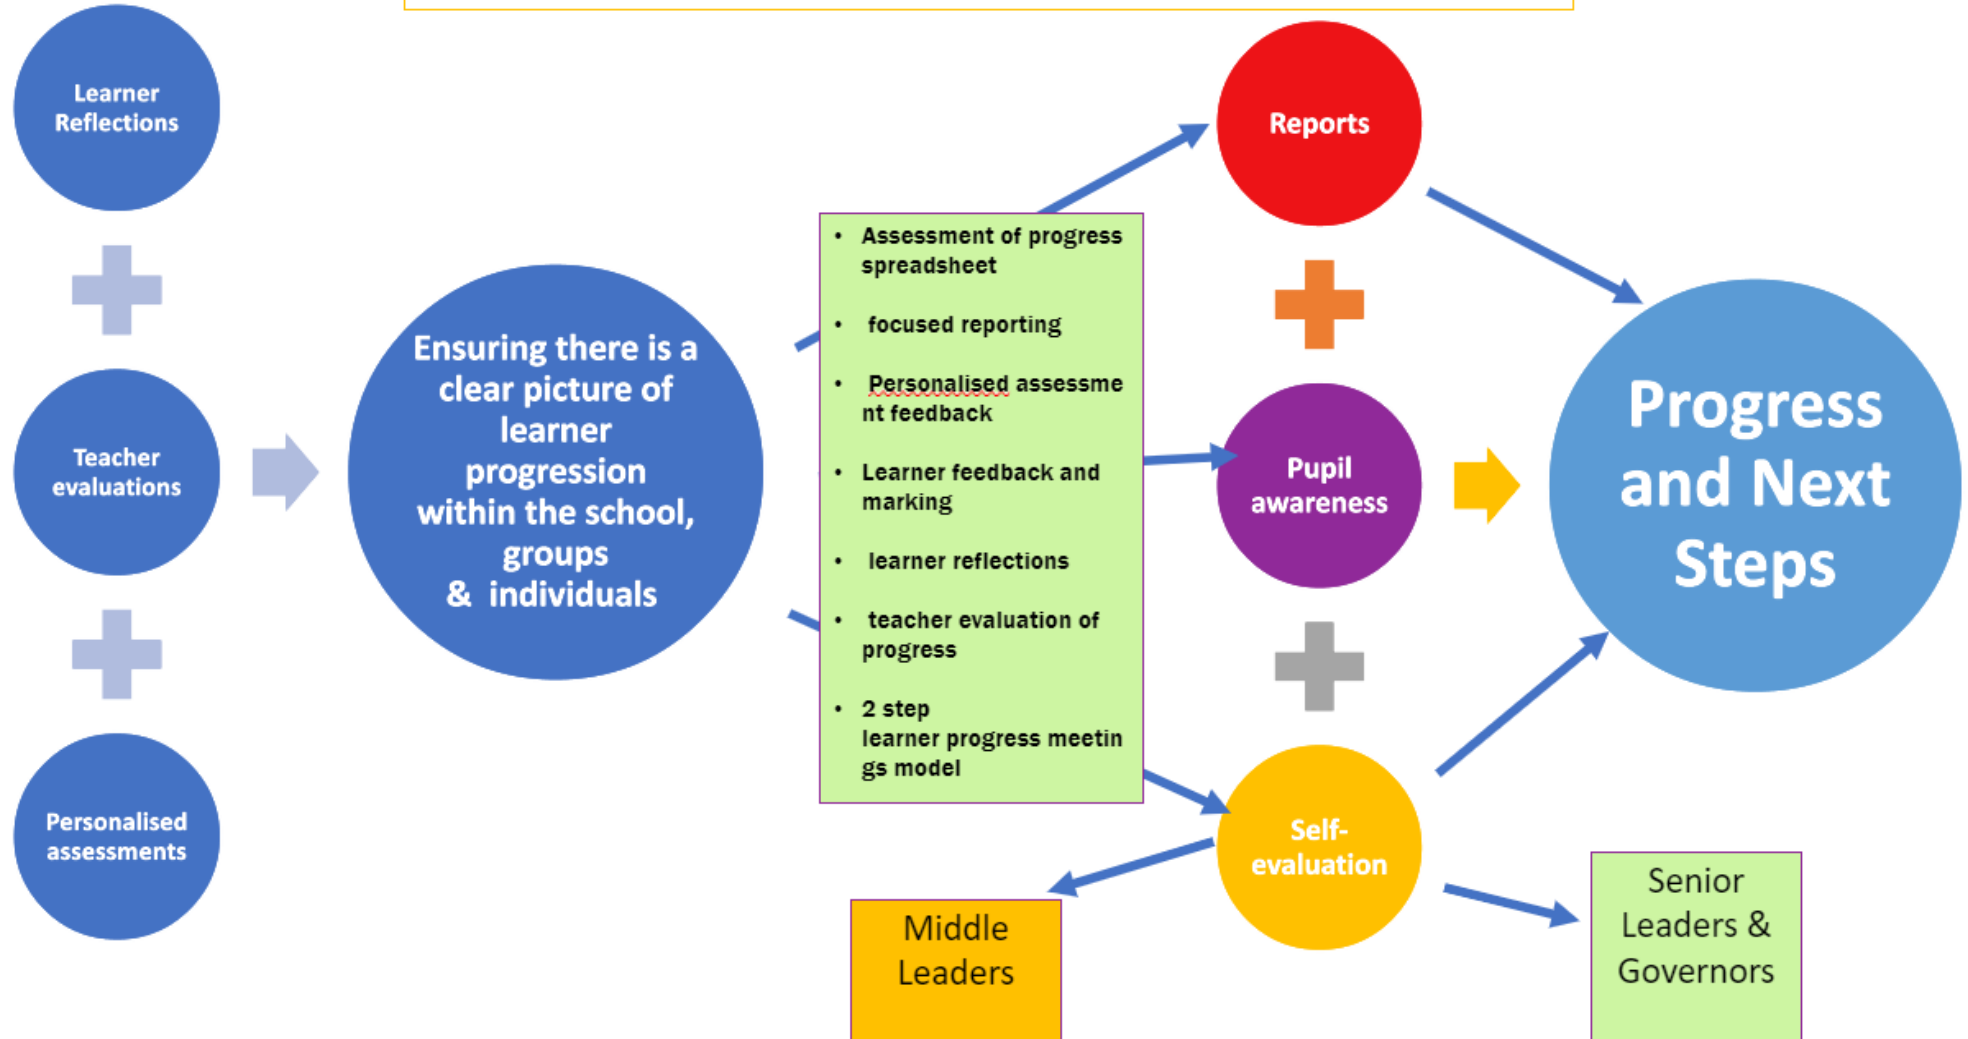 Learner
Reflections
Teacher
evaluations
Personalised
assessments
Ensuring there is a
clear picture of
learner
progression
within the school,
groups
& individuals
• Assessment of progress
spreadsheet
• focused reporting
• Personalised assessme
nt feedback
• Learner feedback and
marking
• learner reflections
• teacher evaluation of
progress
• 2 step
learner progress meetin
gs model
Reports
Pupil
awareness
Self-
evaluation
Middle
Leaders
Senior
Leaders &
Governors
Progress
and Next
Steps